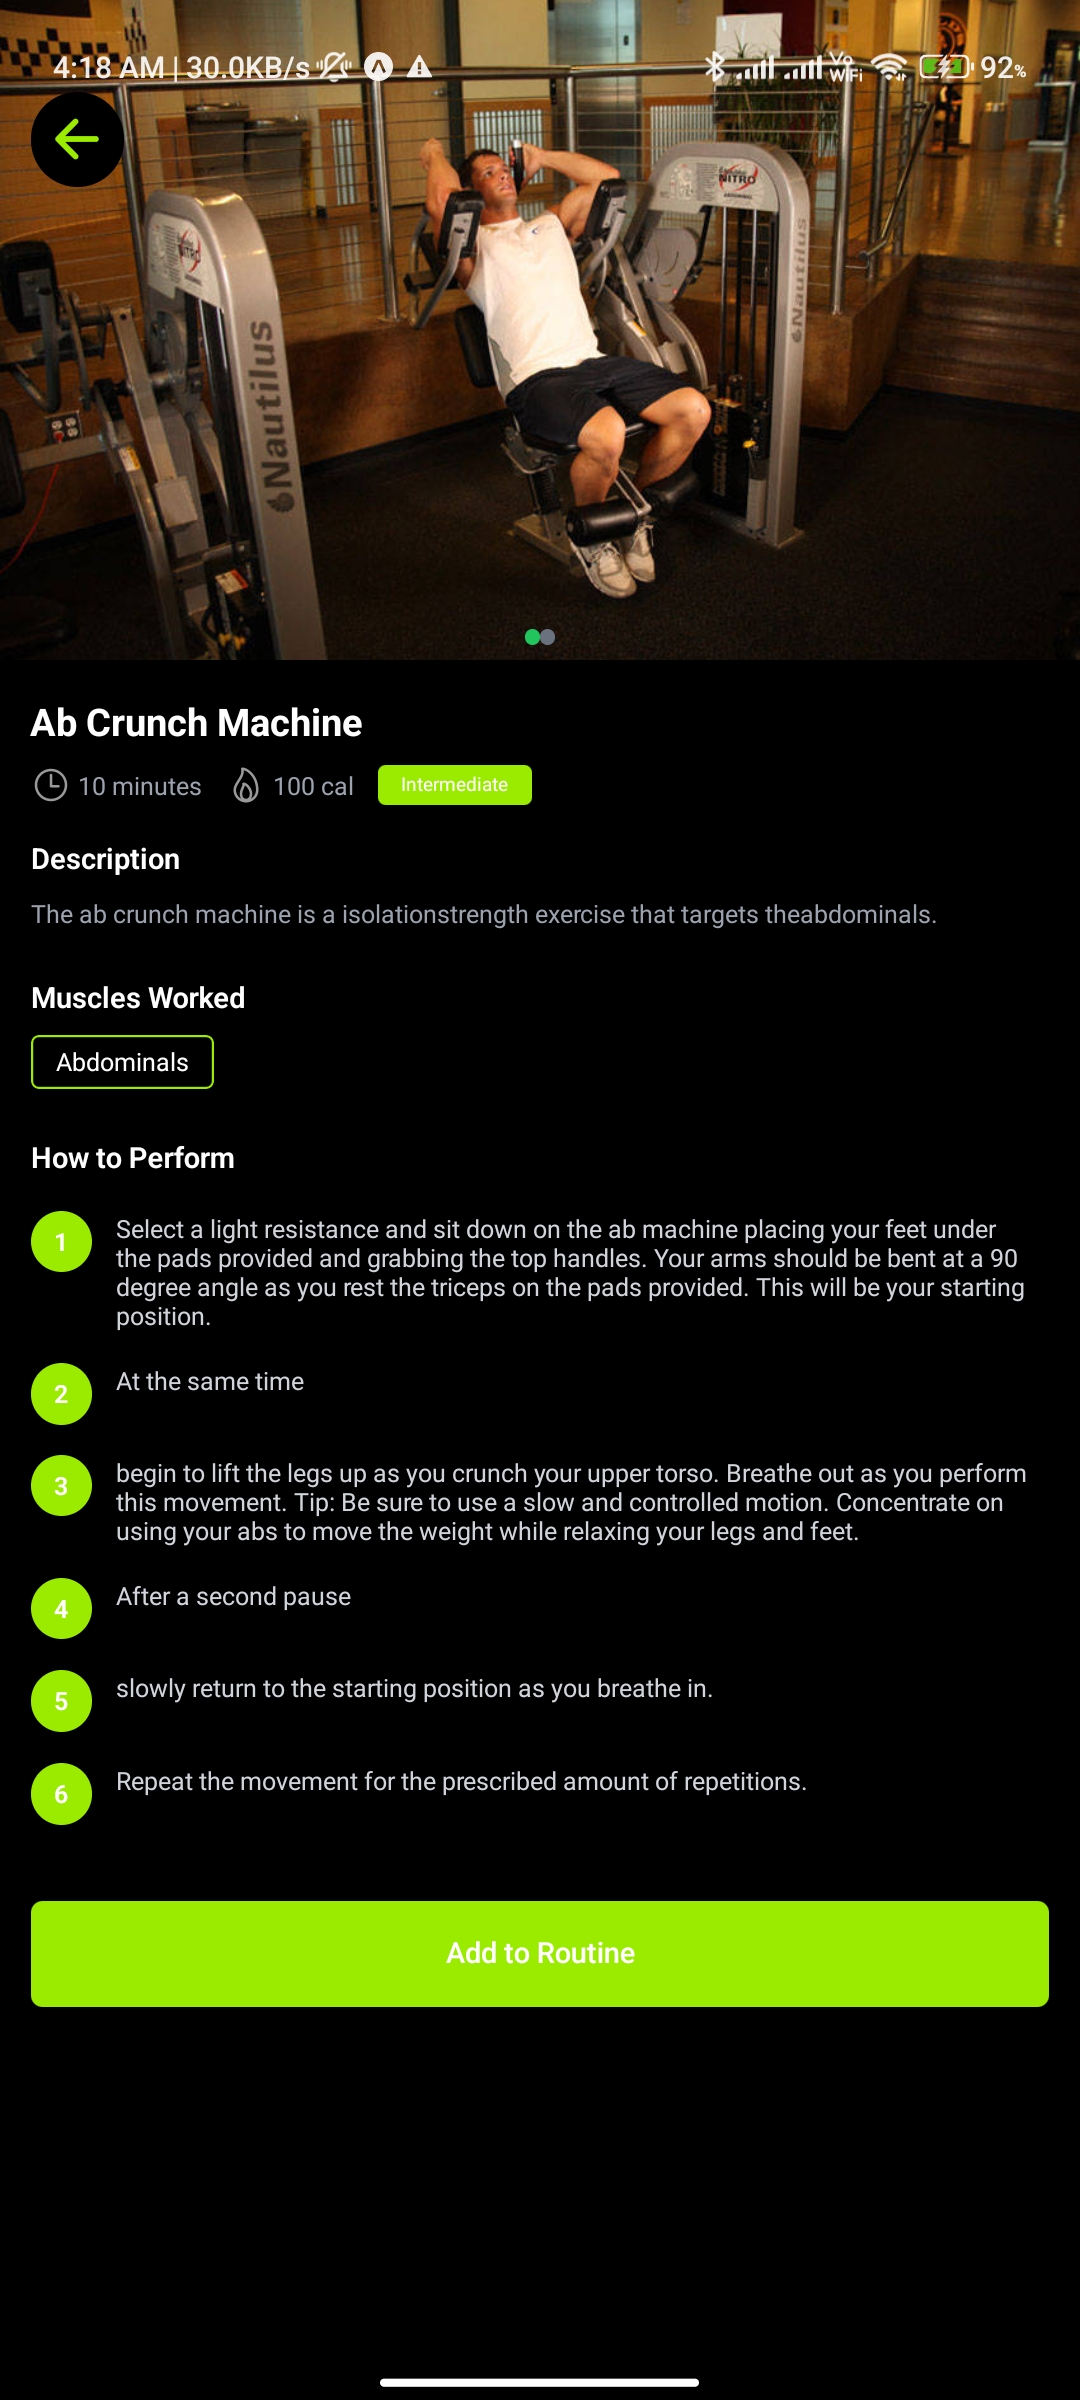 4:18 AM | 30.0KB/s
Vo
WiFi
92%
NITRO
NITRO
ABDOMINAL
Nautilus
Nautilus
Ab Crunch Machine
10 minutes
100 cal
Intermediate
Description
The ab crunch machine is a isolationstrength exercise that targets theabdominals.
Muscles Worked
Abdominals
How to Perform
1
Select a light resistance and sit down on the ab machine placing your feet under
the pads provided and grabbing the top handles. Your arms should be bent at a 90
degree angle as you rest the triceps on the pads provided. This will be your starting
position.
2
At the same time
3
begin to lift the legs up as you crunch your upper torso. Breathe out as you perform
this movement. Tip: Be sure to use a slow and controlled motion. Concentrate on
using your abs to move the weight while relaxing your legs and feet.
4
After a second pause
5
slowly return to the starting position as you breathe in.
6
Repeat the movement for the prescribed amount of repetitions.
Add to Routine